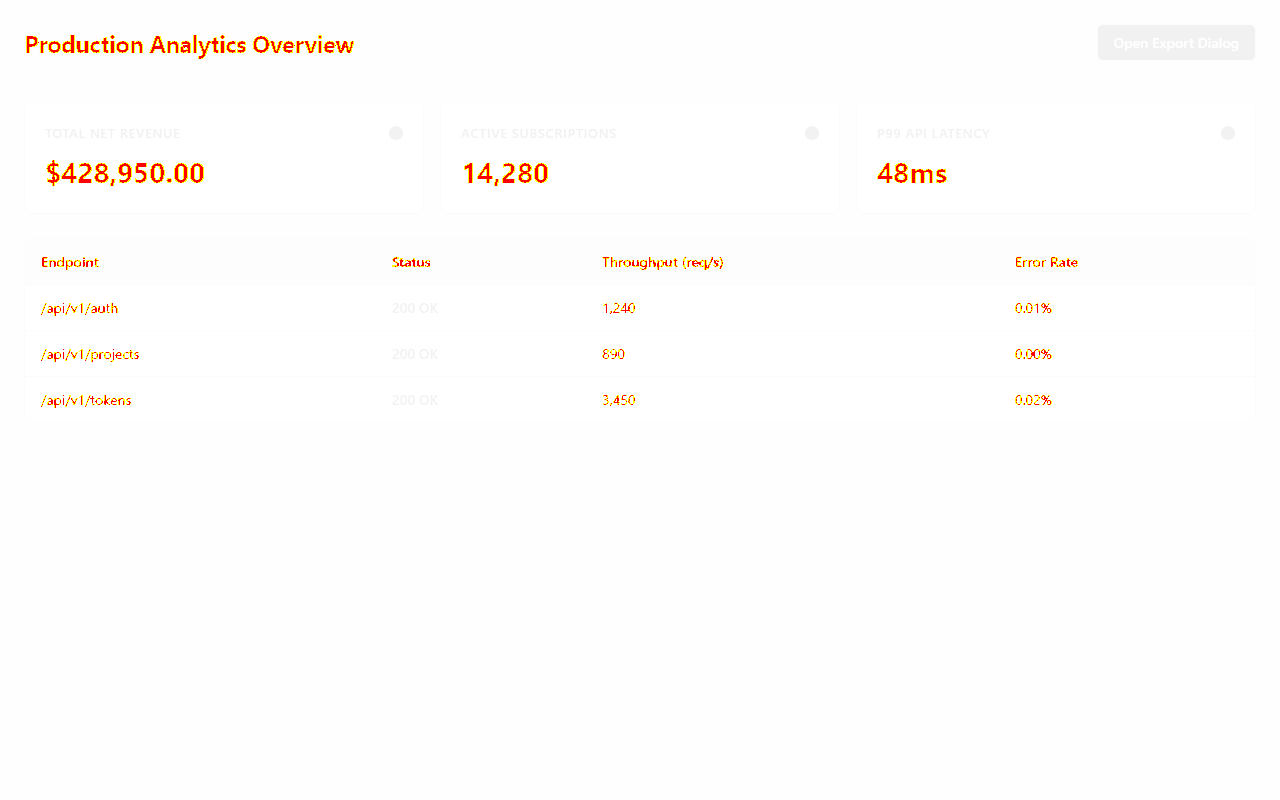 Production Analytics Overview
Open Export Dialog
TOTAL NET REVENUE
$428,950.00
ACTIVE SUBSCRIPTIONS
14,280
P99 API LATENCY
48ms
Endpoint Status Throughput (req/s) Error Rate
/api/v1/auth 200 OK 1,240 0.01%
/api/v1/projects 200 OK 890 0.00%
/api/v1/tokens 200 OK 3,450 0.02%